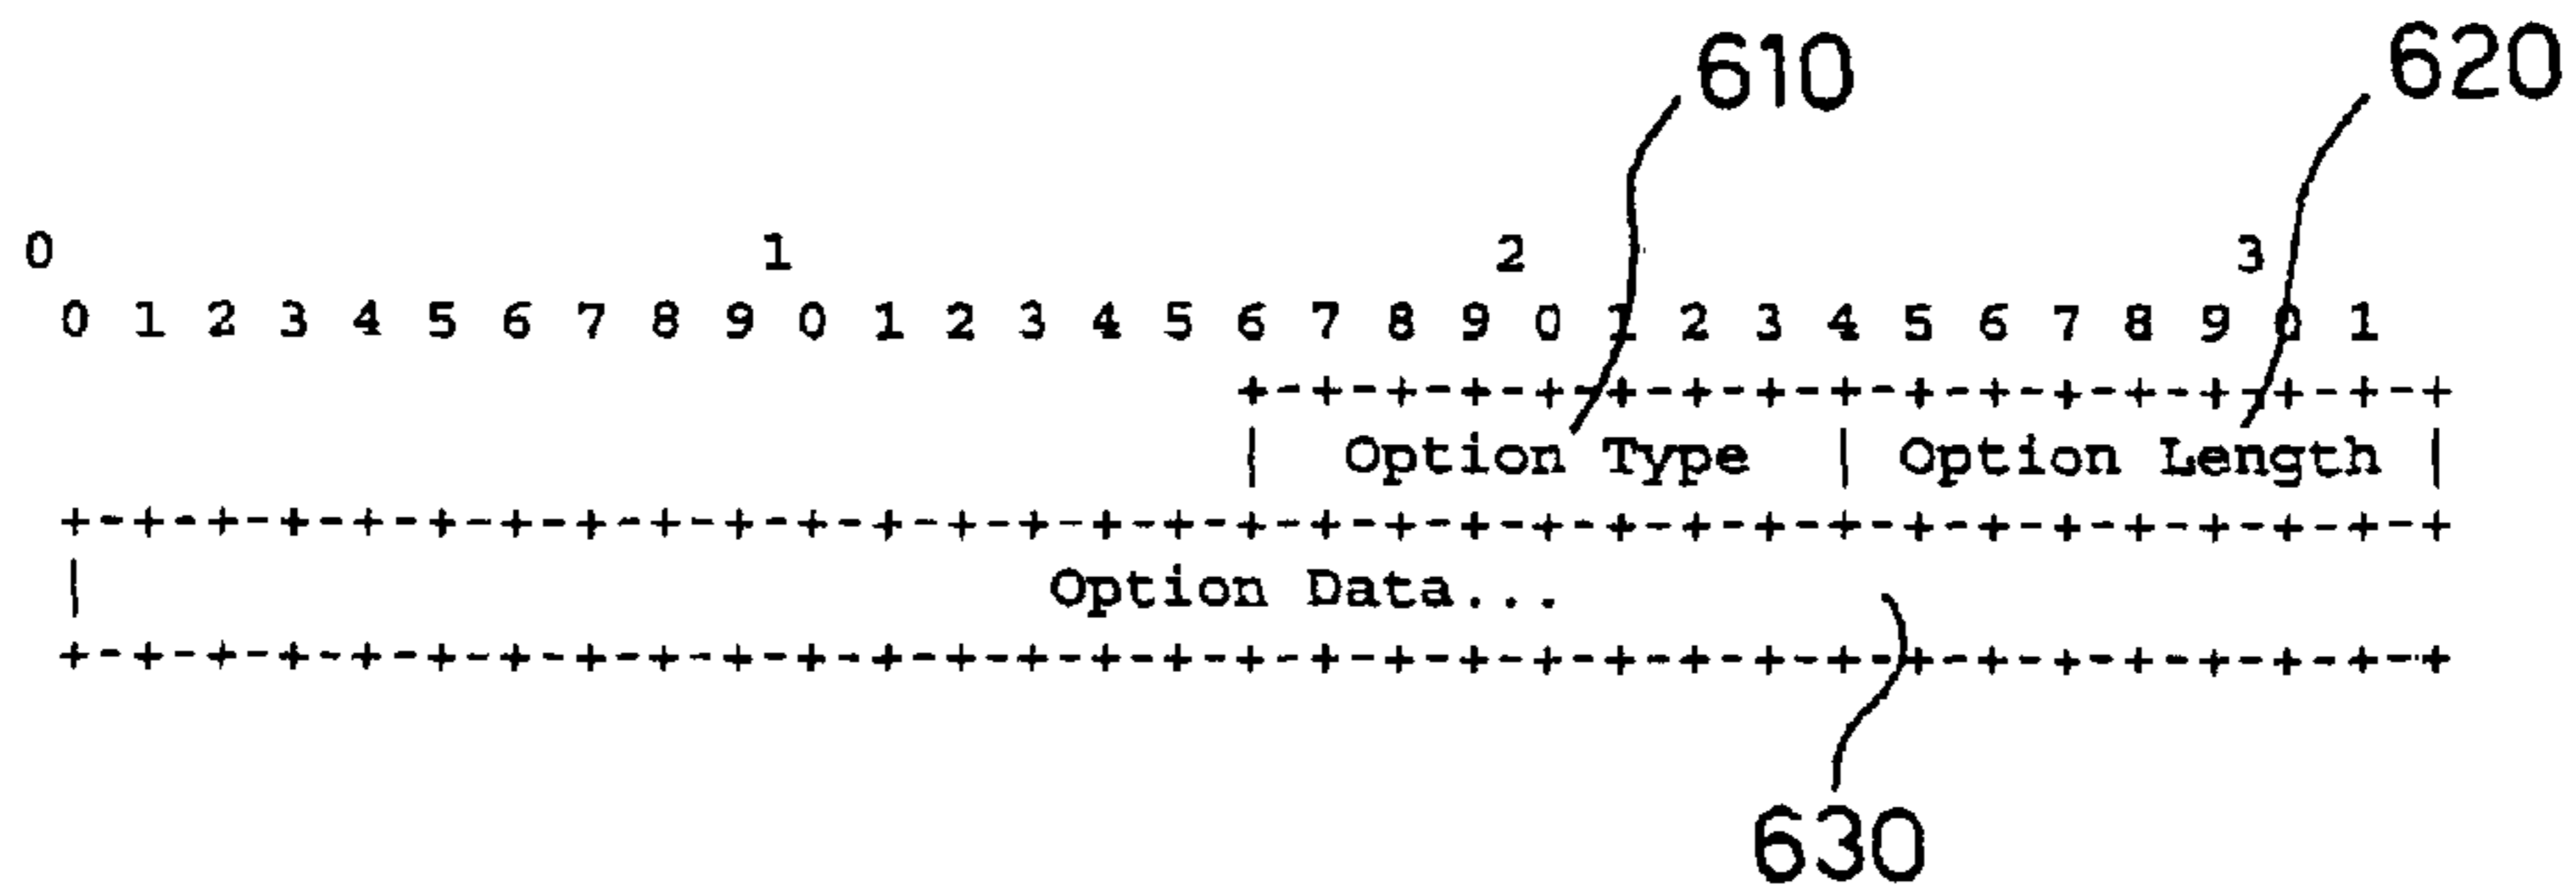 610 620
0 1 2 3
0 1 2 3 4 5 6 7 8 9 0 1 2 3 4 5 6 7 8 9 0 1 2 3 4 5 6 7 8 9 0 1
+-+-+-+-+-+-+-+-+-+-+-+-+-+-+-+-+
| Option Type | Option Length |
+-+-+-+-+-+-+-+-+-+-+-+-+-+-+-+-+-+-+-+-+-+-+-+-+-+-+-+-+-+-+-+-+
| Option Data...
+-+-+-+-+-+-+-+-+-+-+-+-+-+-+-+-+-+-+-+-+-+-+-+-+-+-+-+-+-+-+-+-+
630